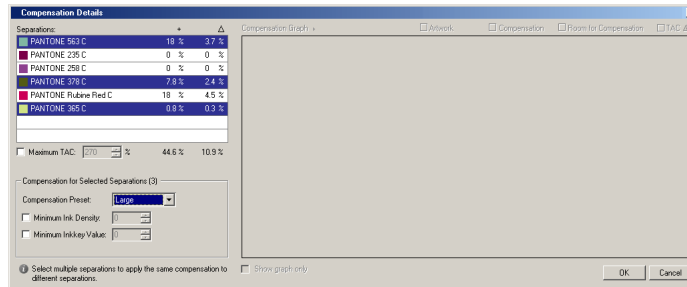 Compensation Details
Separations: + Δ
PANTONE 563 C 18 % 3.7 %
PANTONE 235 C 0 % 0 %
PANTONE 258 C 0 % 0 %
PANTONE 378 C 7.8 % 2.4 %
PANTONE Rubine Red C 18 % 4.5 %
PANTONE 365 C 0.8 % 0.3 %
Maximum TAC: 270 % 44.6 % 10.9 %
Compensation for Selected Separations (3)
Compensation Preset: Large
Minimum Ink Density: 0
Minimum Inkkey Value: 0
Select multiple separations to apply the same compensation to
different separations.
Compensation Graph Artwork Compensation Room for Compensation TAC
Show graph only
OK Cancel